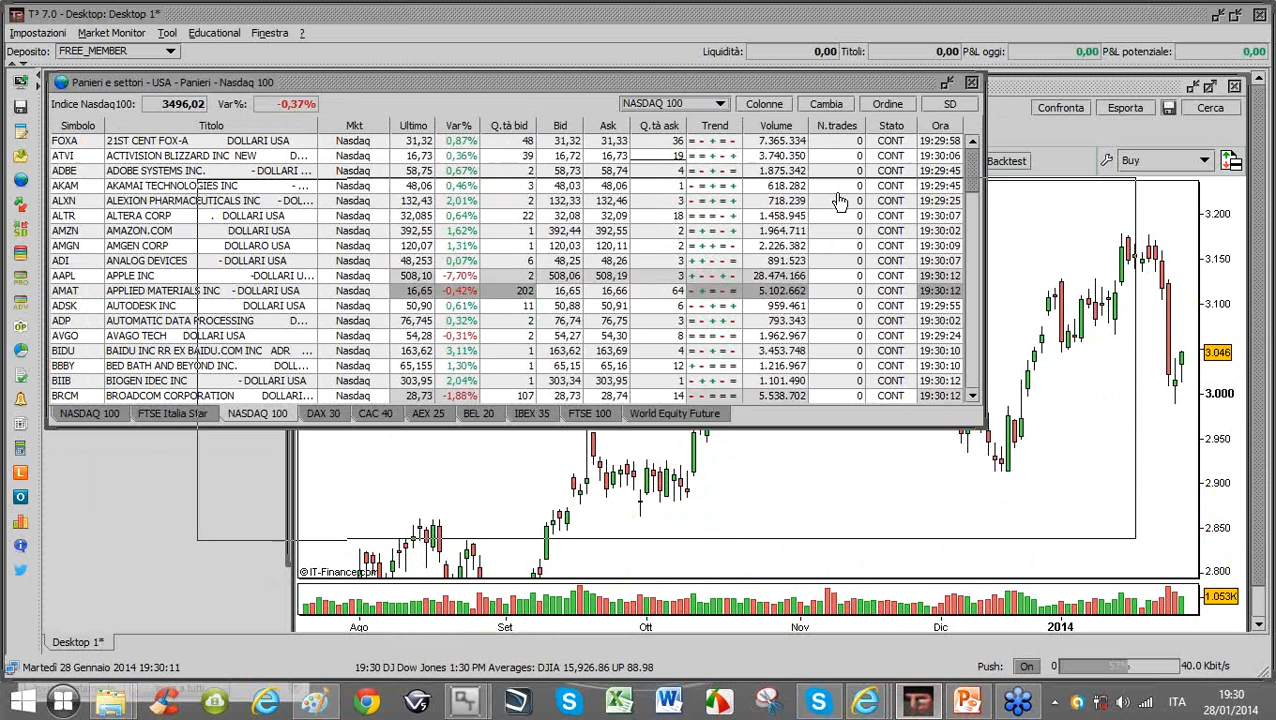 T³ 7.0 - Desktop: Desktop 1*
Impostazioni Market Monitor Tool Educational Finestra ?
Deposito: FREE_MEMBER Liquidità: 0,00 Titoli: 0,00 P&L oggi: 0,00 P&L potenziale: 0,00
Panieri e settori - USA - Panieri - Nasdaq 100
Indice Nasdaq100: 3496,02 Var%: -0,37% NASDAQ 100 Colonne Cambia Ordine SD
Confronta Esporta Cerca
Backtest Buy
Simbolo Titolo Mkt Ultimo Var% Q.tà bid Bid Ask Q.tà ask Trend Volume N.trades Stato Ora
FOXA 21ST CENT FOX-A DOLLARI USA Nasdaq 31,32 0,87% 48 31,32 31,33 36 = - + = - 7.365.334 0 CONT 19:29:58
ATVI ACTIVISION BLIZZARD INC NEW D... Nasdaq 16,73 0,36% 39 16,72 16,73 19 = = + - + 3.740.350 0 CONT 19:30:06
ADBE ADOBE SYSTEMS INC. - DOLLARI USA Nasdaq 58,75 0,67% 2 58,73 58,74 4 = - + = - 1.875.342 0 CONT 19:29:45
AKAM AKAMAI TECHNOLOGIES INC - ... Nasdaq 48,06 0,46% 3 48,03 48,06 1 - + = + + 618.282 0 CONT 19:29:45
ALXN ALEXION PHARMACEUTICALS INC - DOL... Nasdaq 132,43 2,01% 2 132,33 132,46 3 - + = = + 718.239 0 CONT 19:29:25
ALTR ALTERA CORP . DOLLARI USA Nasdaq 32,085 0,64% 22 32,08 32,09 18 = = - = + 1.458.945 0 CONT 19:30:07
AMZN AMAZON.COM DOLLARI USA Nasdaq 392,55 1,62% 1 392,44 392,55 2 - = + - + 1.964.711 0 CONT 19:30:02
AMGN AMGEN CORP DOLLARO USA Nasdaq 120,07 1,31% 1 120,03 120,11 2 = + + = - 2.226.382 0 CONT 19:30:09
ADI ANALOG DEVICES - DOLLARI USA Nasdaq 48,253 0,07% 6 48,25 48,26 3 891.523 0 CONT 19:30:12
AAPL APPLE INC -DOLLARI U... Nasdaq 508,10 -7,70% 2 508,06 508,19 3 + - - + - 28.474.166 0 CONT 19:30:12
AMAT APPLIED MATERIALS INC - DOLLARI USA Nasdaq 16,65 -0,42% 202 16,65 16,66 64 - + = - = 5.102.662 0 CONT 19:30:12
ADSK AUTODESK INC - DOLLARI USA Nasdaq 50,90 0,61% 11 50,88 50,91 6 - + = + = 959.461 0 CONT 19:29:55
ADP AUTOMATIC DATA PROCESSING D... Nasdaq 76,745 0,32% 2 76,74 76,75 3 = - + + - 793.343 0 CONT 19:30:02
AVGO AVAGO TECH DOLLARI USA Nasdaq 54,28 -0,31% 2 54,27 54,30 8 = = = = - 1.962.967 0 CONT 19:29:24
BIDU BAIDU INC RR EX BAIDU.COM INC ADR ... Nasdaq 163,62 3,11% 1 163,62 163,69 4 = - + = - 3.453.748 0 CONT 19:30:10
BBBY BED BATH AND BEYOND INC. - DOLL... Nasdaq 65,155 1,30% 1 65,15 65,16 12 + = = = - 1.216.960 0 CONT 19:30:10
BIIB BIOGEN IDEC INC - DOLLARI USA Nasdaq 303,95 2,04% 2 303,34 303,95 1 - + - - + 1.101.490 0 CONT 19:30:12
BRCM BROADCOM CORPORATION DOLLARI... Nasdaq 28,73 -1,88% 107 28,73 28,74 14 = - + = = 5.538.702 0 CONT 19:30:12
NASDAQ 100 FTSE Italia Star NASDAQ 100 DAX 30 CAC 40 AEX 25 BEL 20 IBEX 35 FTSE 100 World Equity Future
3.200
3.100
3.046
3.000
2.950
2.900
2.850
2.800
© IT-Finance.com
1.053K
Ago Set Ott Nov Dic 2014
Desktop 1*
Martedì 28 Gennaio 2014 19:30:11 19:30 DJ Dow Jones 1:30 PM Averages: DJIA 15,926.86 UP 88.98 Push: On 0 57% 40.0 Kbit/s
ITA 19:30
28/01/2014